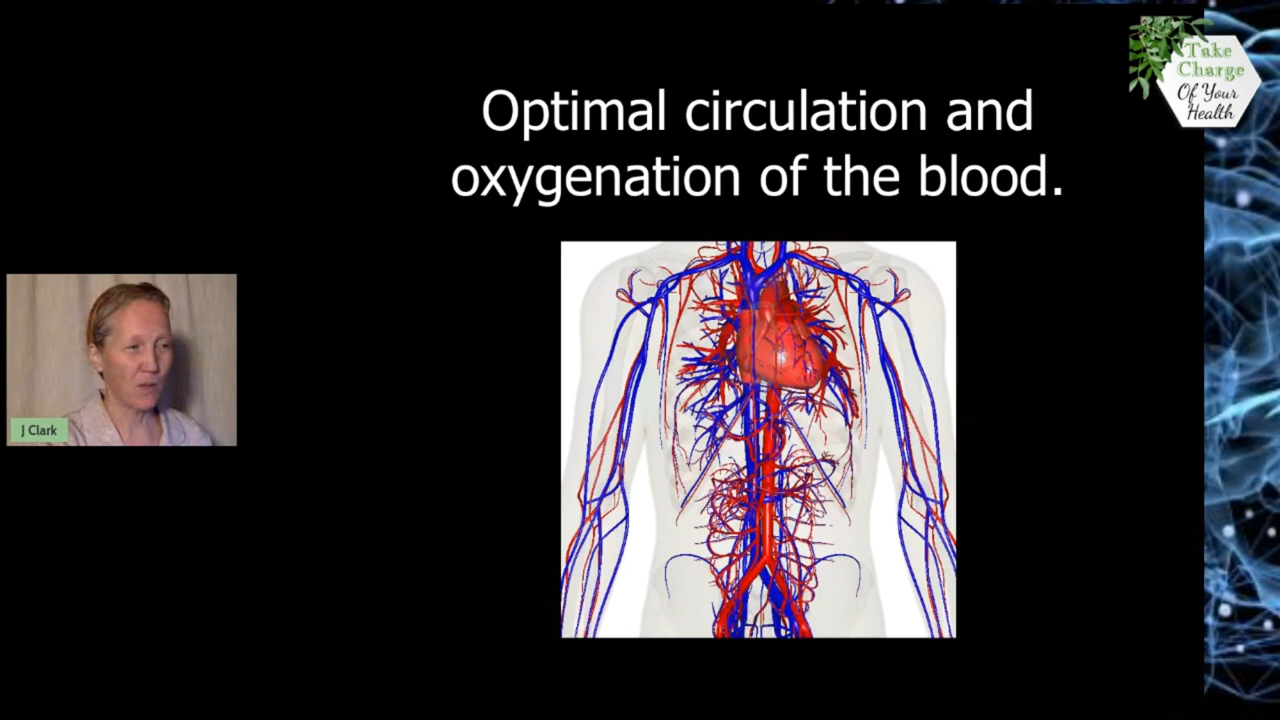 Optimal circulation and
oxygenation of the blood.
Take
Charge
Of Your
Health
J Clark